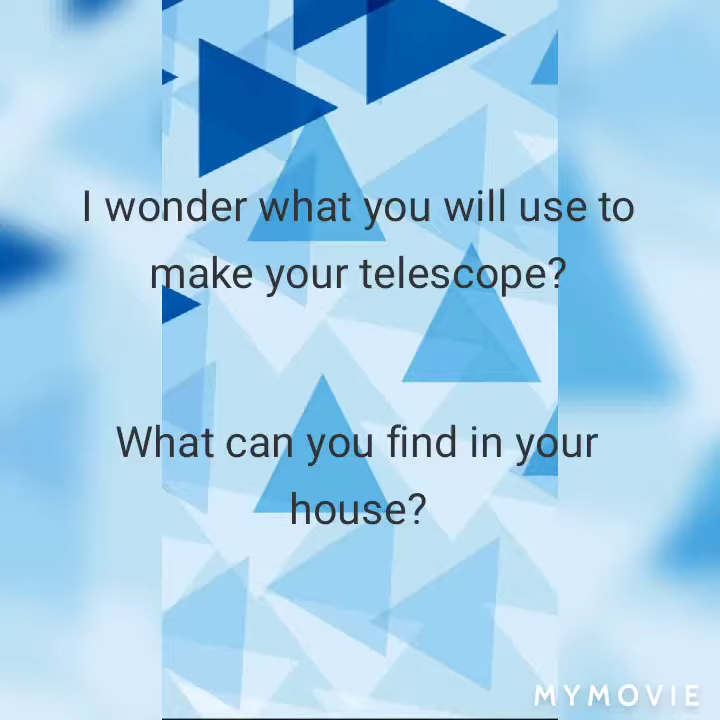 I wonder what you will use to
make your telescope?
What can you find in your
house?
MYMOVIE